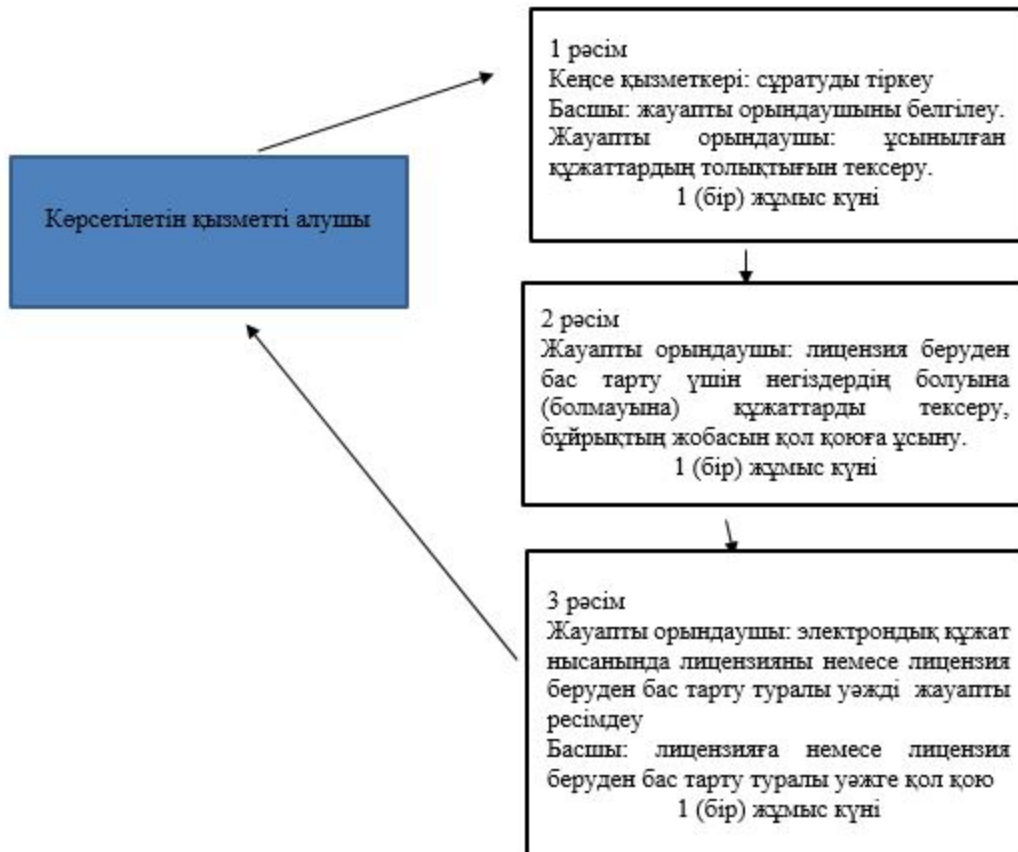 Көрсетілетін қызметті алушы
1 рәсім
Кеңсе қызметкері: сұратуды тіркеу
Басшы: жауапты орындаушыны белгілеу.
Жауапты орындаушы: ұсынылған
құжаттардың толықтығын тексеру.
1 (бір) жұмыс күні
2 рәсім
Жауапты орындаушы: лицензия беруден
бас тарту үшін негіздердің болуына
(болмауына) құжаттарды тексеру,
бұйрықтың жобасын қол қоюға ұсыну.
1 (бір) жұмыс күні
3 рәсім
Жауапты орындаушы: электрондық құжат
нысанында лицензияны немесе лицензия
беруден бас тарту туралы уәжді жауапты
ресімдеу
Басшы: лицензияға немесе лицензия
беруден бас тарту туралы уәжге қол қою
1 (бір) жұмыс күні